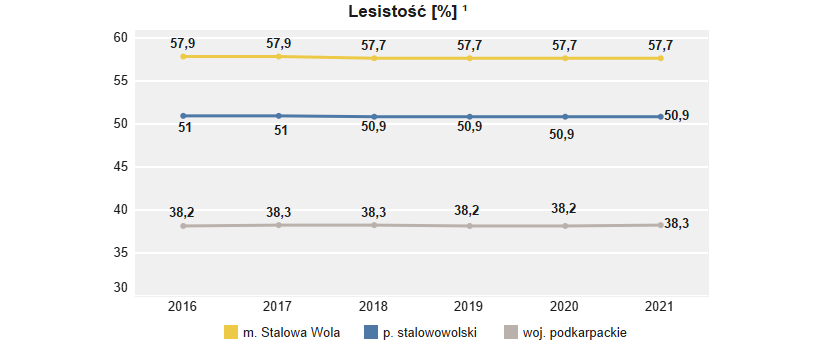 Lesistość [%] ¹
60
57,9 57,9 57,7 57,7 57,7 57,7
55
50
51 51 50,9 50,9 50,9 50,9
45
40
38,2 38,3 38,3 38,2 38,2 38,3
35
30
2016 2017 2018 2019 2020 2021
m. Stalowa Wola p. stalowowolski woj. podkarpackie